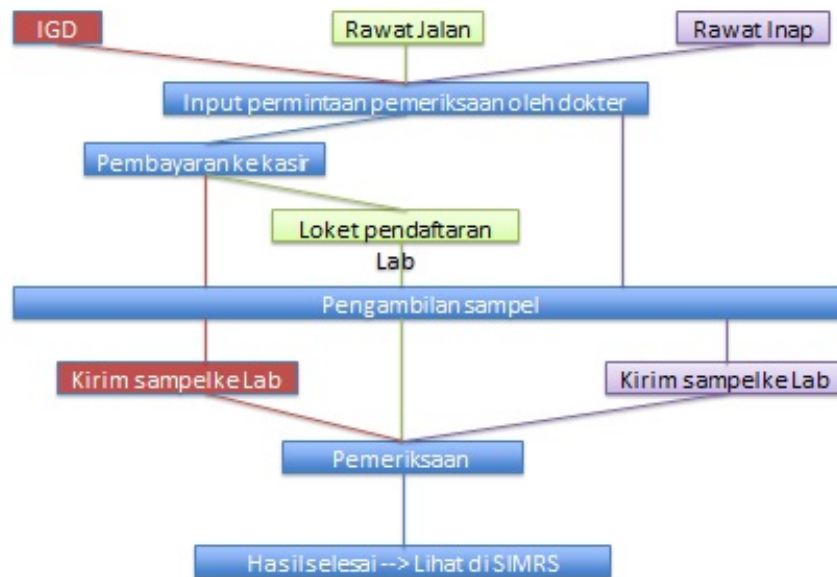 IGD
Rawat Jalan
Rawat Inap
Input permintaan pemeriksaan oleh dokter
Pembayaran ke kasir
Loket pendaftaran
Lab
Pengambilan sampel
Kirim sampel ke Lab
Kirim sampel ke Lab
Pemeriksaan
Hasil selesai --> Lihat di SIMRS